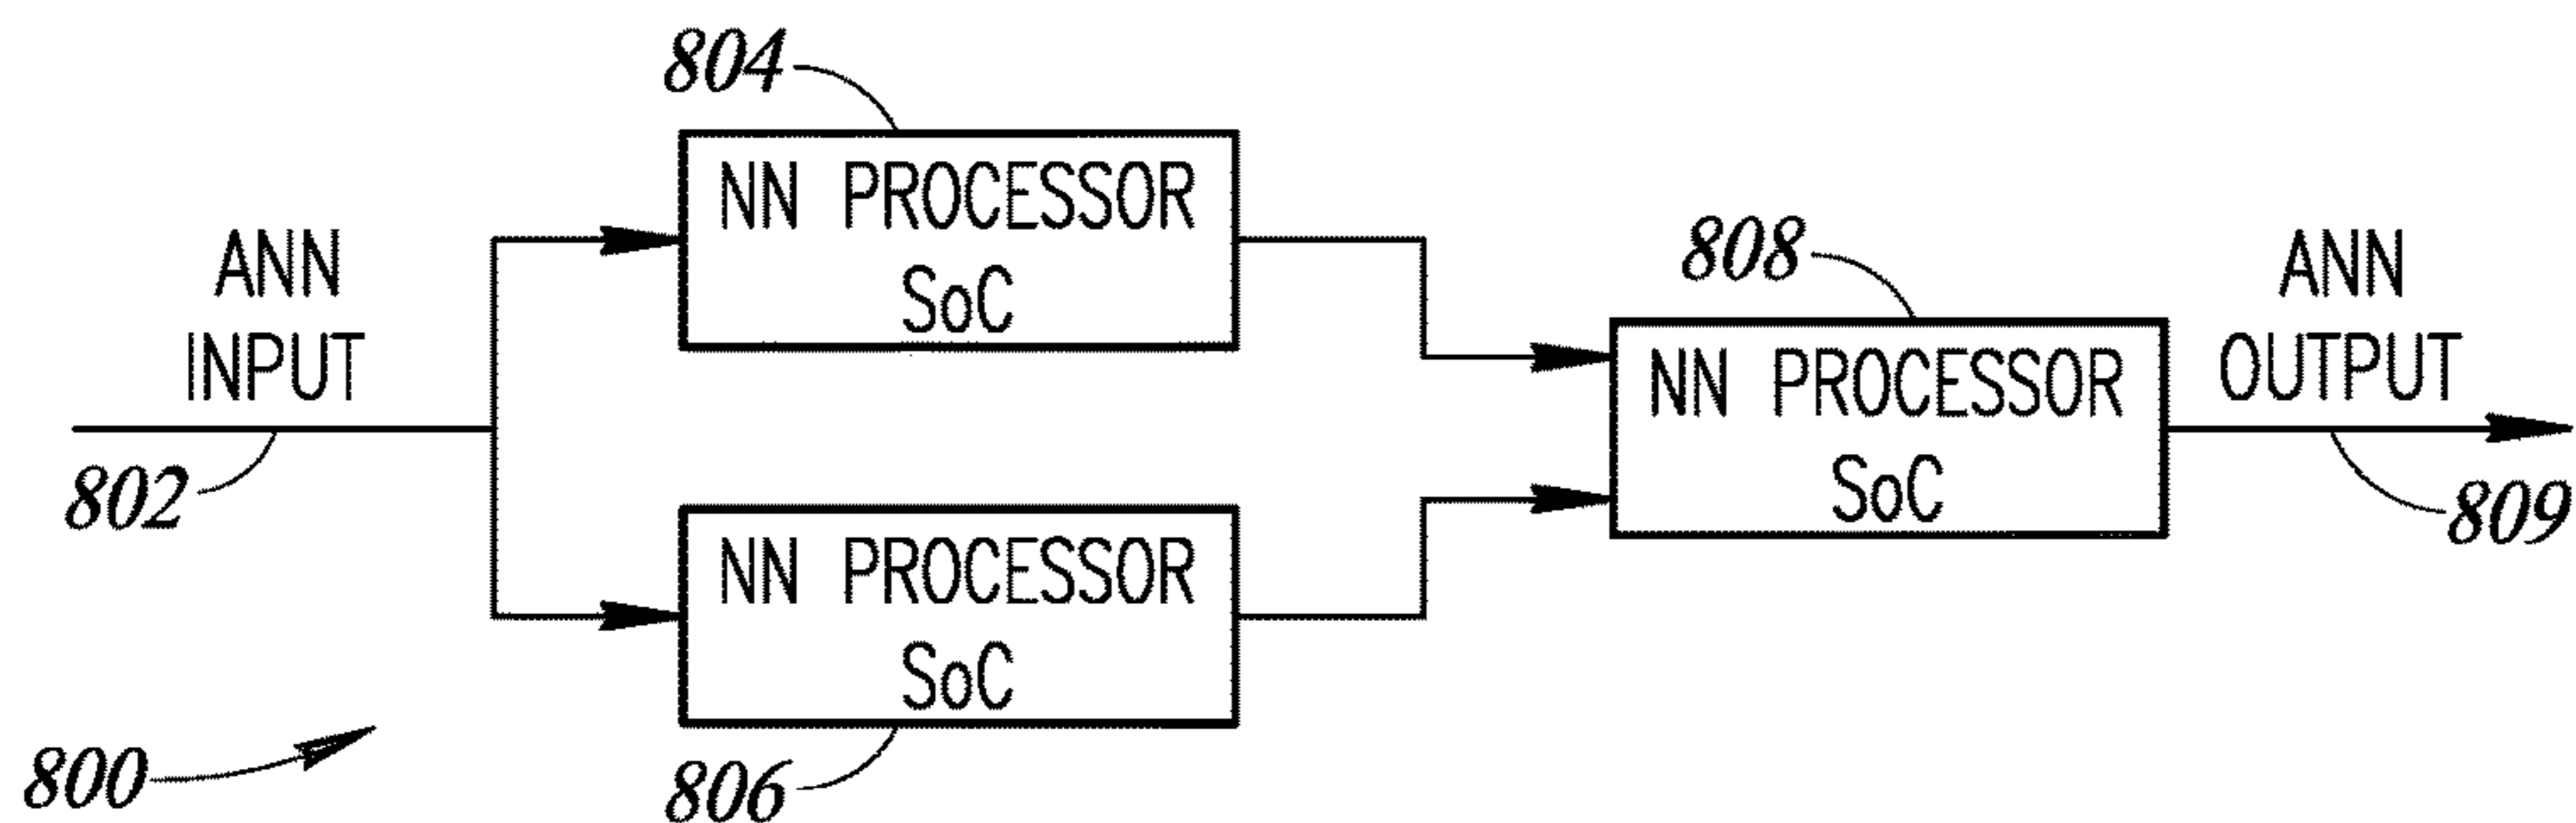 804
NN PROCESSOR
SoC
ANN
INPUT
802
808
NN PROCESSOR
SoC
ANN
OUTPUT
809
NN PROCESSOR
SoC
806
800